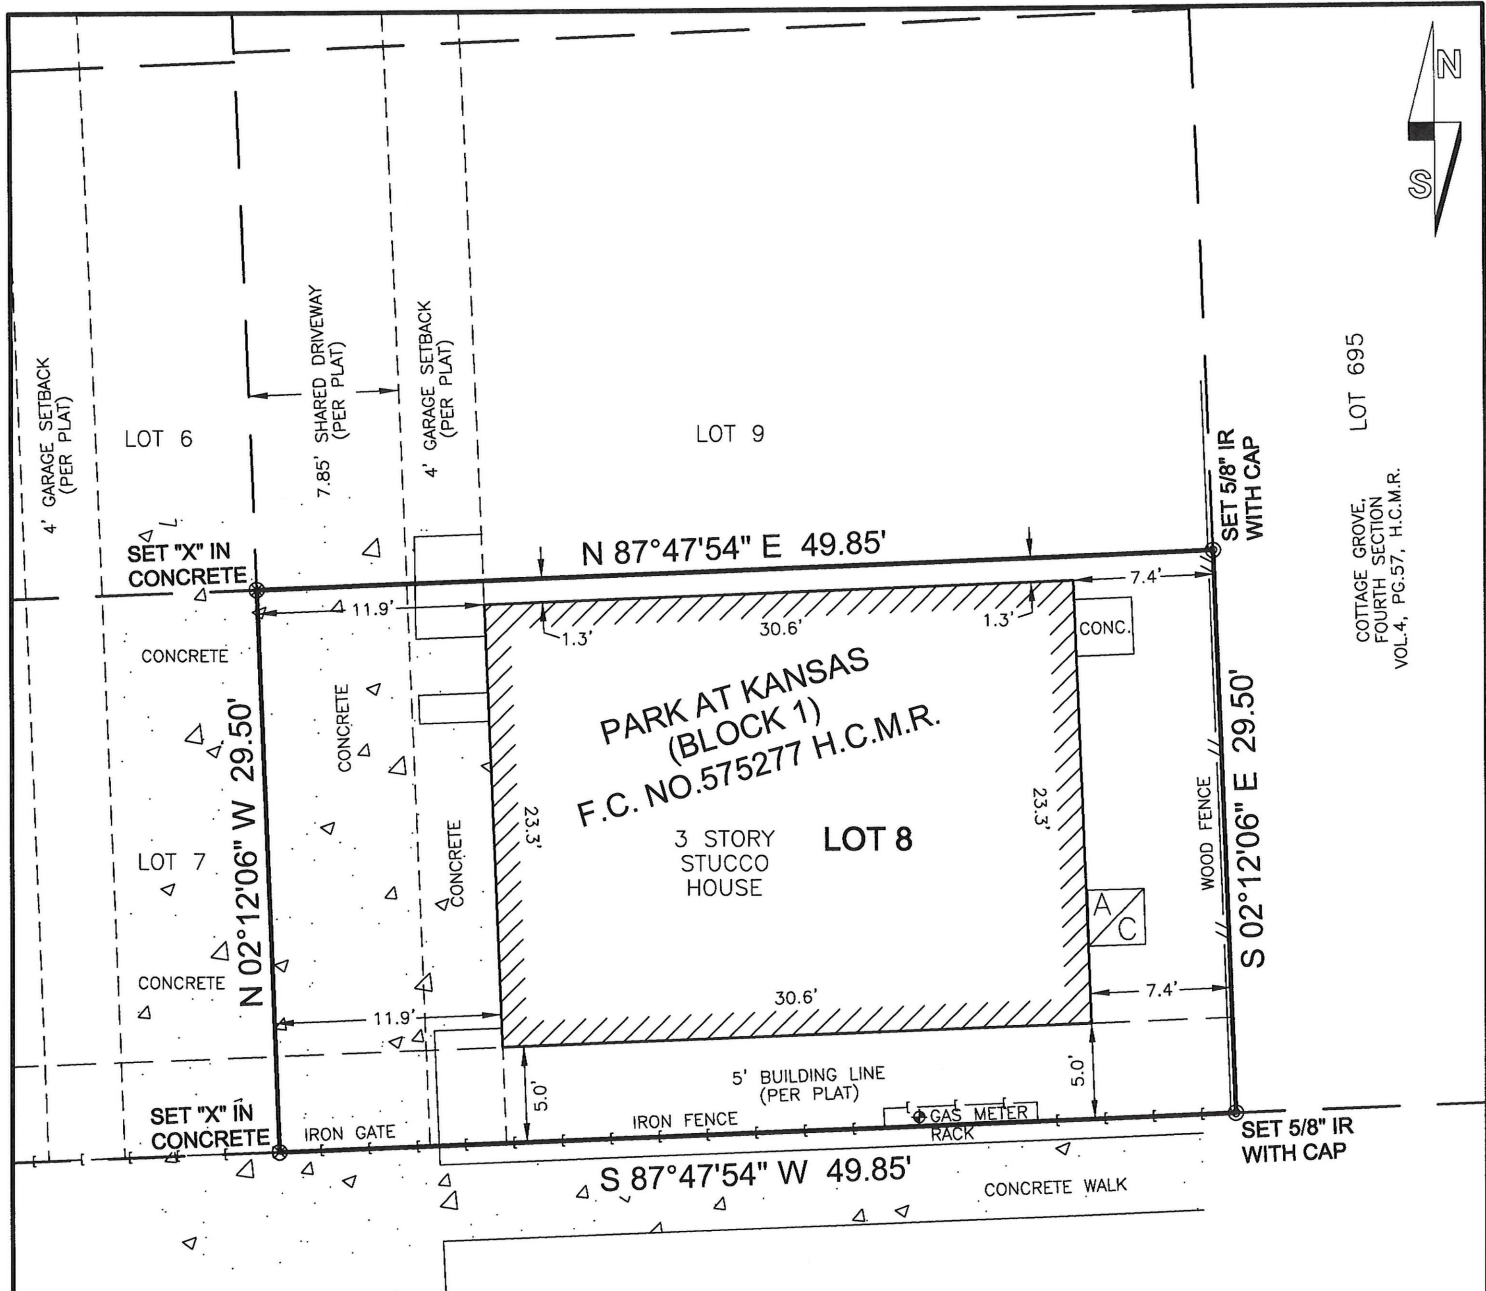 N
S
4' GARAGE SETBACK
(PER PLAT)
LOT 6
7.85' SHARED DRIVEWAY
(PER PLAT)
4' GARAGE SETBACK
(PER PLAT)
LOT 9
LOT 695
COTTAGE GROVE,
FOURTH SECTION
VOL.4, PG.57, H.C.M.R.
SET 5/8" IR
WITH CAP
SET "X" IN
CONCRETE
N 87°47'54" E 49.85'
11.9'
1.3'
30.6'
1.3'
7.4'
CONC.
CONCRETE
CONCRETE
PARK AT KANSAS
(BLOCK 1)
F.C. NO.575277 H.C.M.R.
N 02°12'06" W 29.50'
S 02°12'06" E 29.50'
23.3'
23.3'
3 STORY
STUCCO
HOUSE
LOT 8
WOOD FENCE
LOT 7
CONCRETE
A/C
CONCRETE
11.9'
30.6'
7.4'
5.0'
5' BUILDING LINE
(PER PLAT)
5.0'
SET "X" IN
CONCRETE
IRON GATE
IRON FENCE
GAS METER
RACK
SET 5/8" IR
WITH CAP
S 87°47'54" W 49.85'
CONCRETE WALK